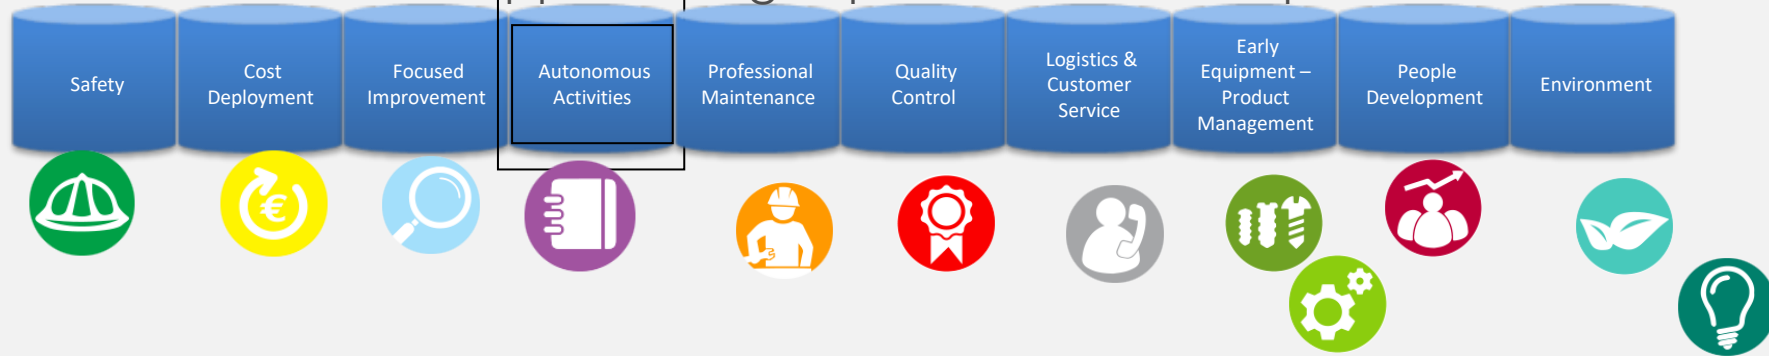 Safety
Cost
Deployment
Focused
Improvement
Autonomous
Activities
Professional
Maintenance
Quality
Control
Logistics &
Customer
Service
Early
Equipment –
Product
Management
People
Development
Environment
€